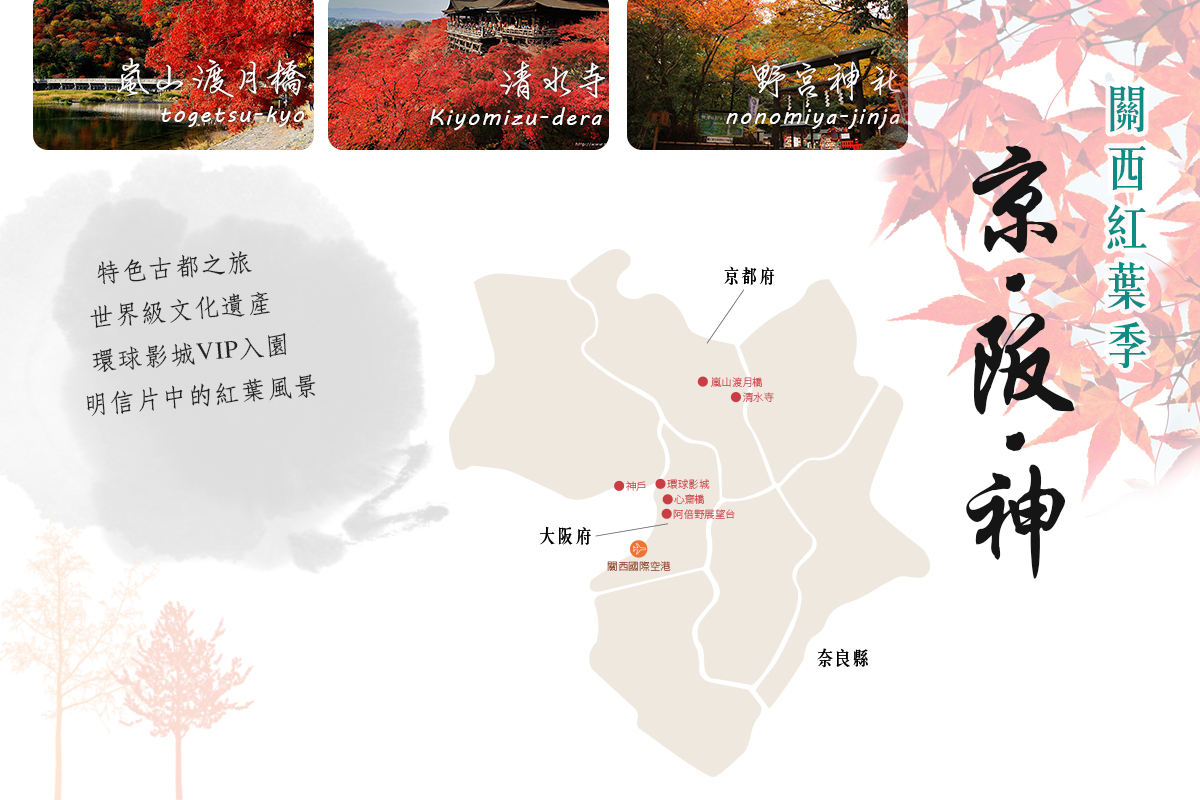 嵐山渡月橋
togetsu-kyo
清水寺
Kiyomizu-dera
野宮神社
nonomiya-jinja
關西紅葉季
京・阪・神
特色古都之旅
世界級文化遺產
環球影城VIP入園
明信片中的紅葉風景
京都府
嵐山渡月橋
清水寺
神戶
環球影城
心齋橋
阿倍野展望台
大阪府
關西國際空港
奈良縣